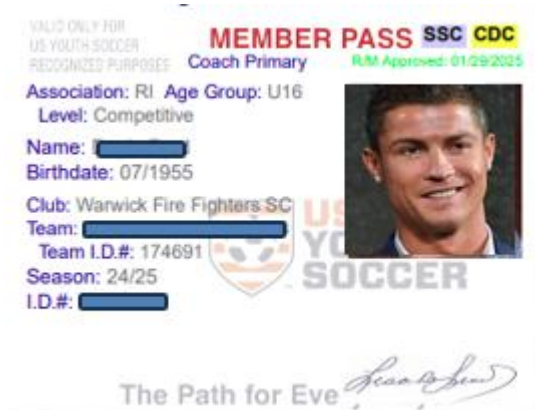 VALID ONLY FOR
US YOUTH SOCCER
RECOGNIZED PURPOSES
MEMBER PASS SSC CDC
Coach Primary R/M Approved: 01/29/2025
Association: RI Age Group: U16
Level: Competitive
Name:
Birthdate: 07/1955
Club: Warwick Fire Fighters SC
Team:
Team I.D.#: 174691
Season: 24/25
I.D.#:
US
YO
SOCCER
The Path for Eve